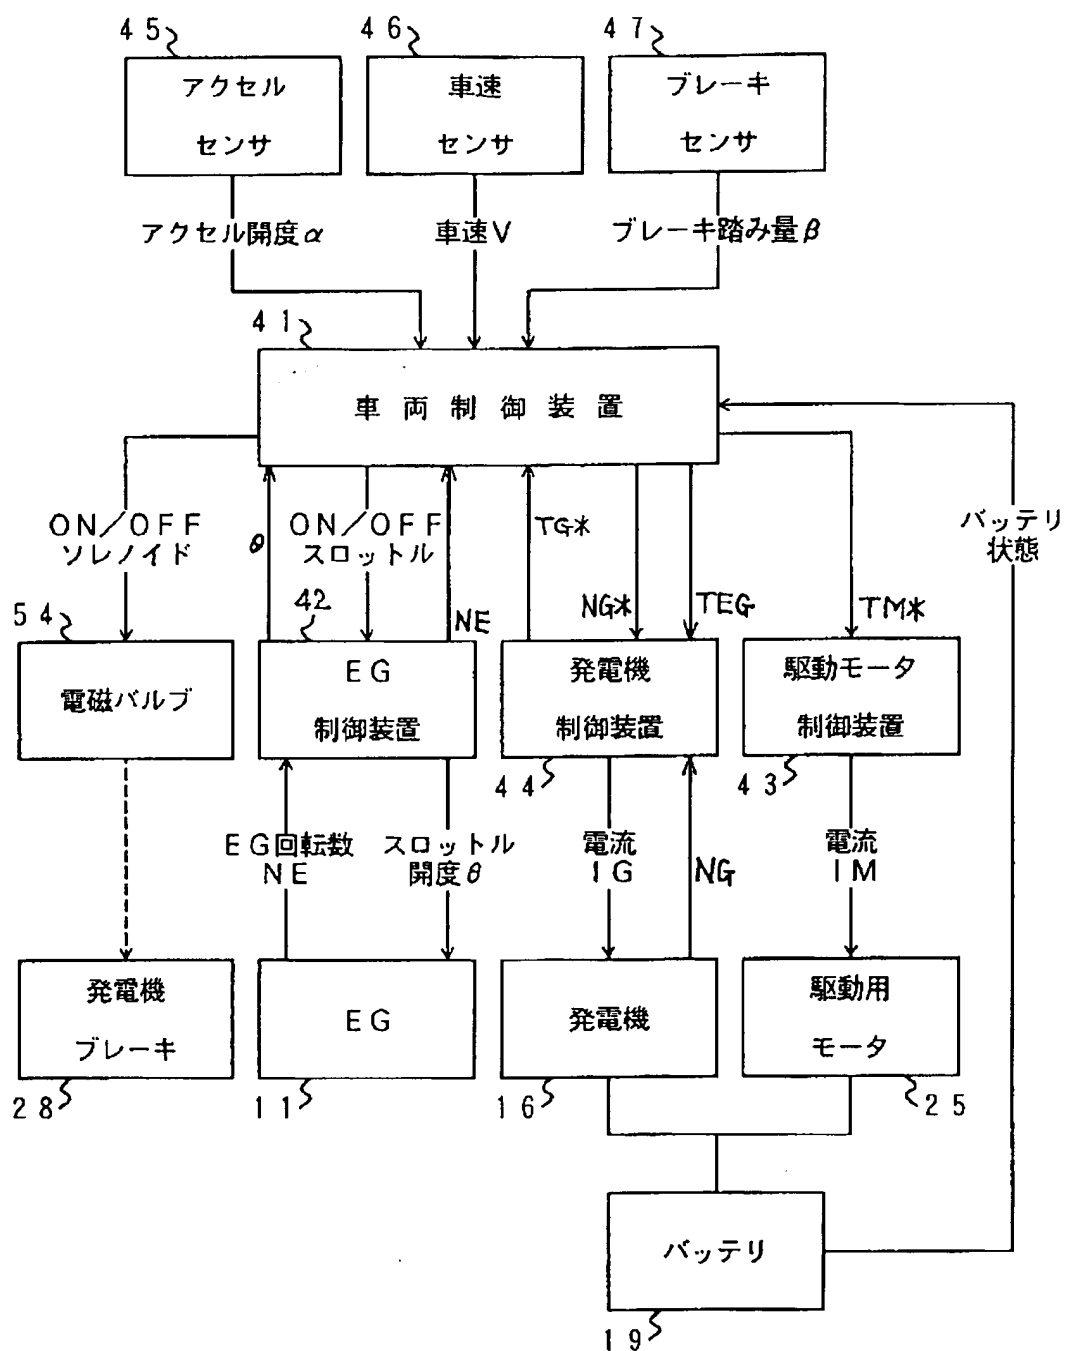 ４５
４６
４７
アクセル
センサ
車速
センサ
ブレーキ
センサ
アクセル開度α
車速V
ブレーキ踏み量β
４１
車両制御装置
ON／OFF
ソレノイド
θ
ON／OFF
スロットル
NE
TG*
NG*
TEG
TM*
バッテリ
状態
５４
電磁バルブ
42
EG
制御装置
発電機
制御装置
４４
駆動モータ
制御装置
４３
EG回転数
NE
スロットル
開度θ
電流
IG
NG
電流
IM
発電機
ブレーキ
２８
EG
１１
発電機
１６
駆動用
モータ
２５
バッテリ
１９